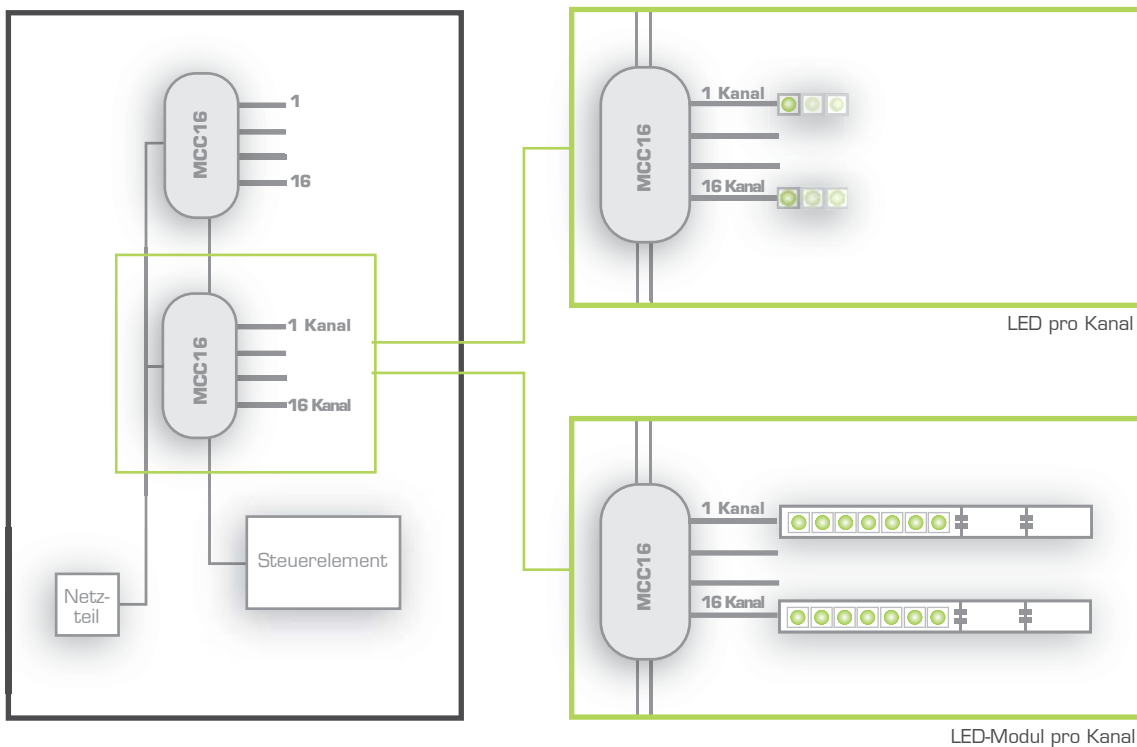 MCC16
1
16
MCC16
1 Kanal
16 Kanal
Steuerelement
Netz-
teil
MCC16
1 Kanal
16 Kanal
LED pro Kanal
MCC16
1 Kanal
16 Kanal
LED-Modul pro Kanal